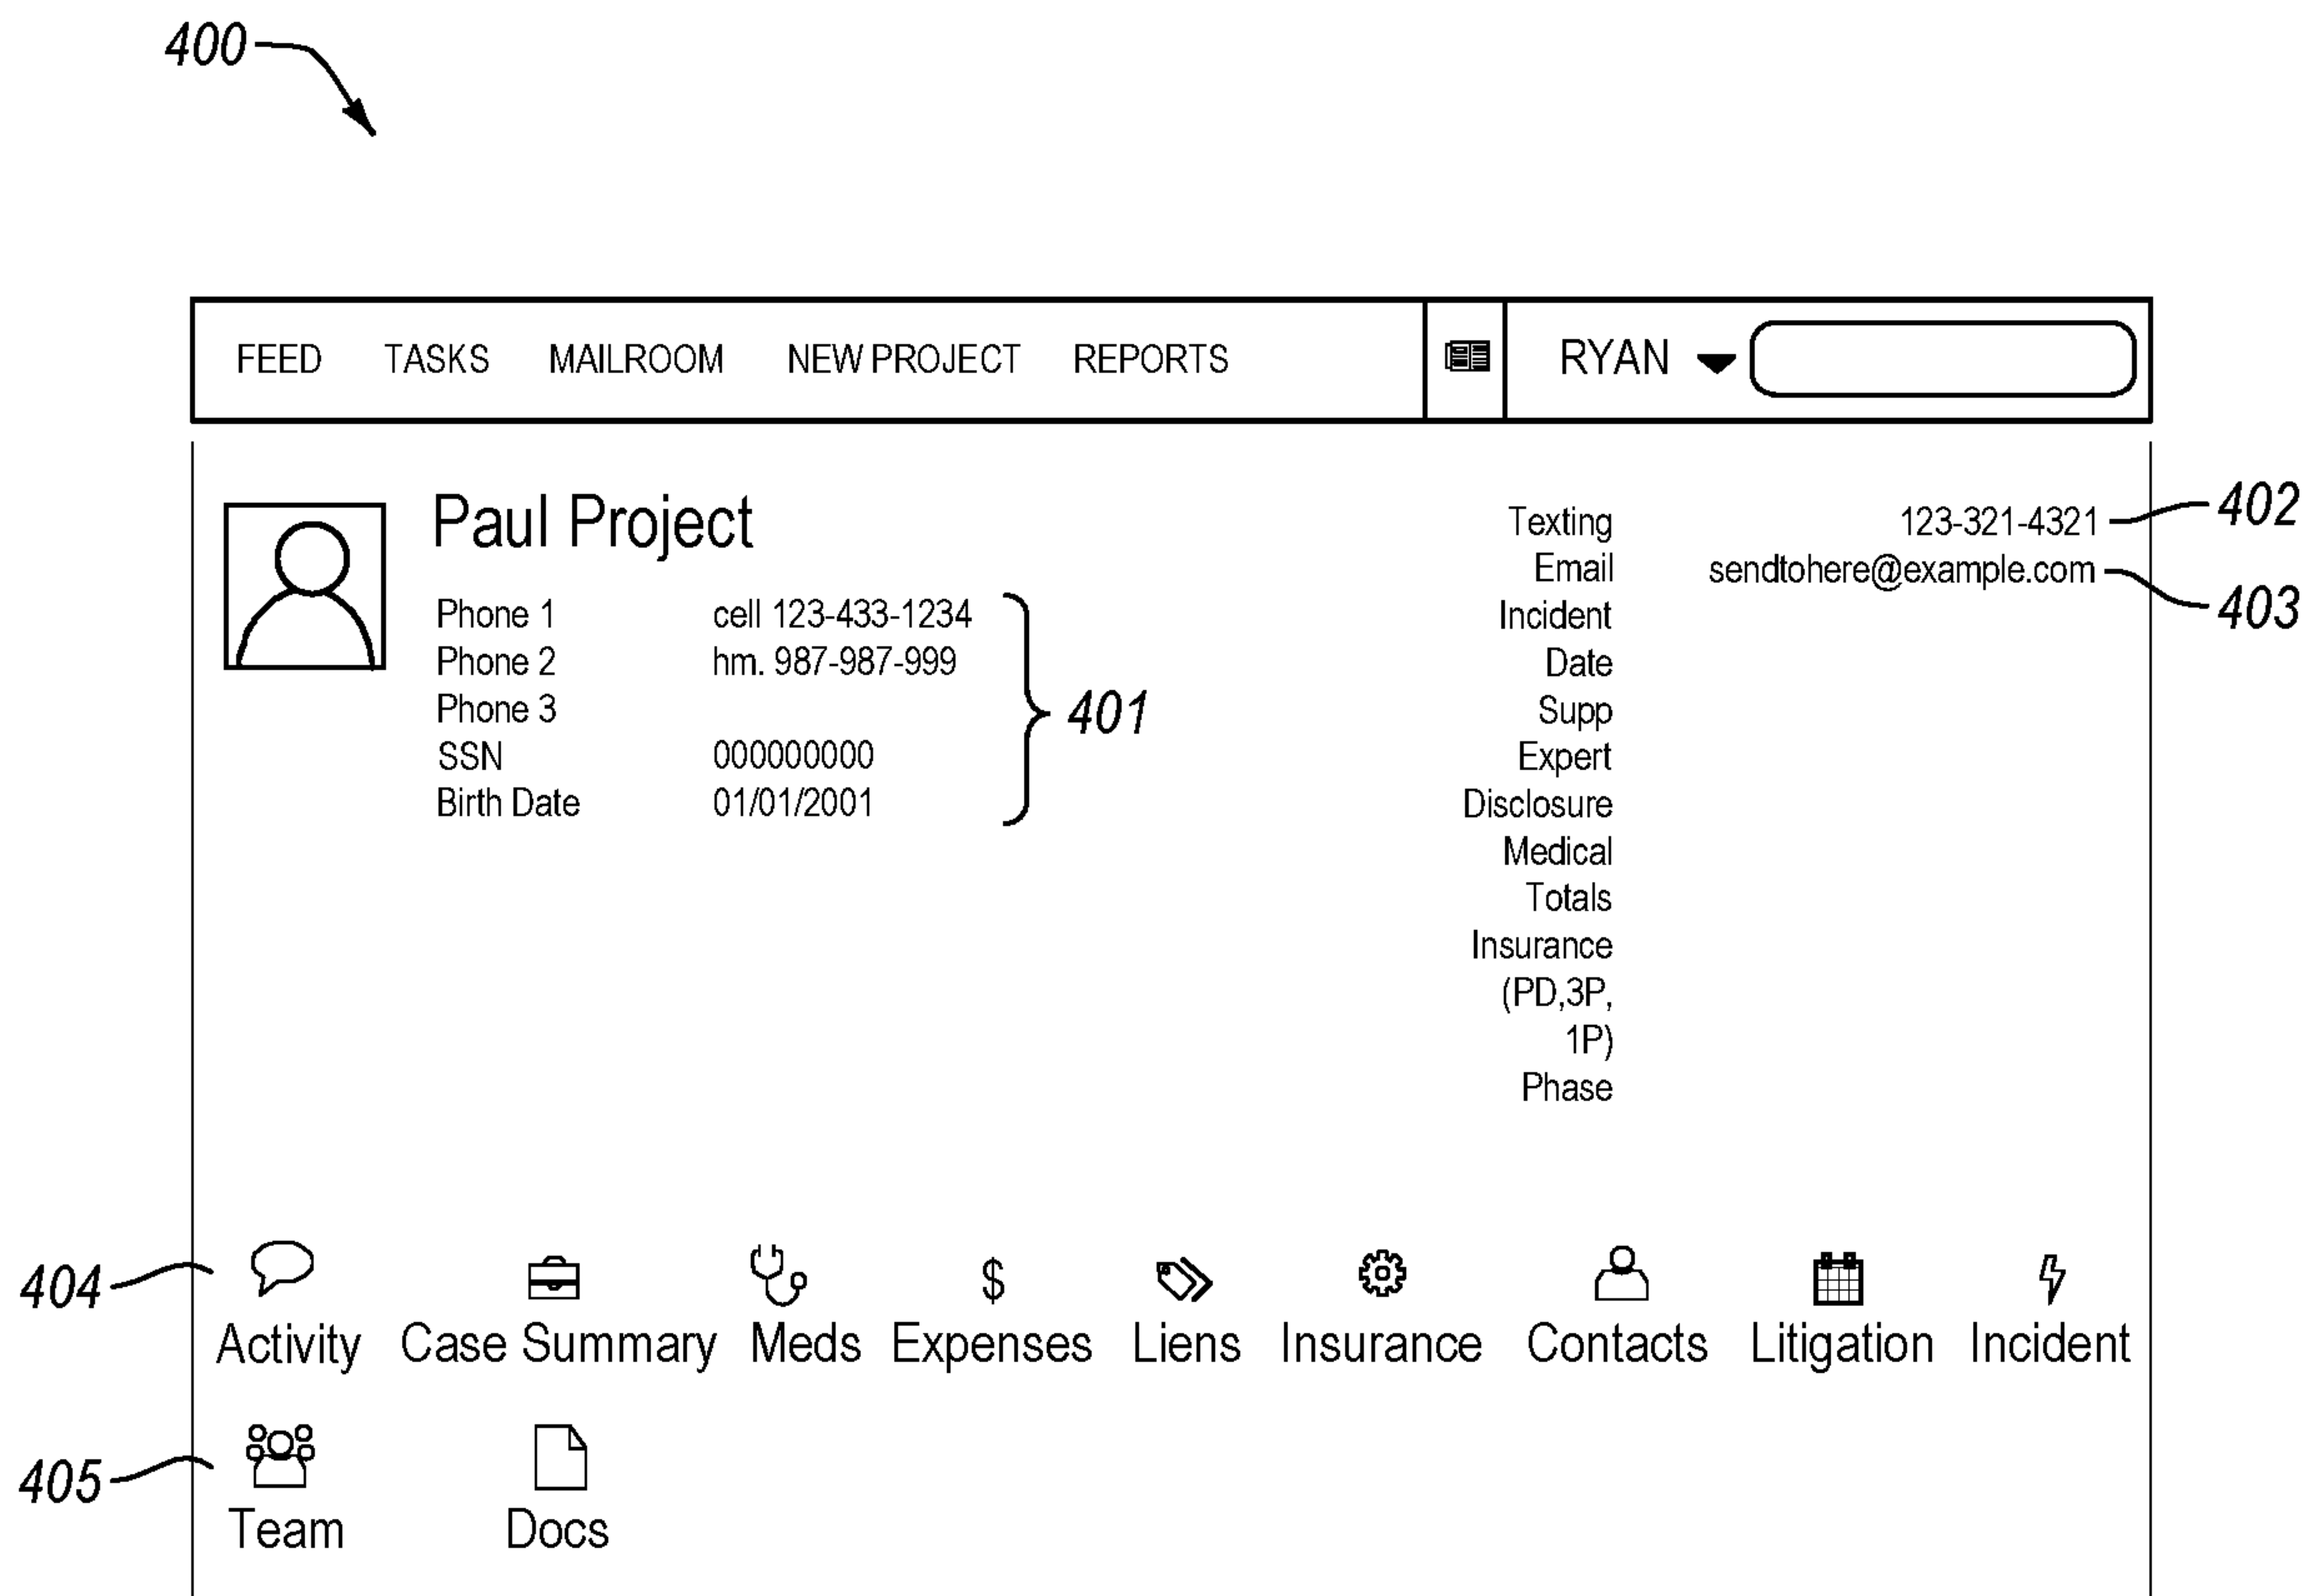 400
FEED TASKS MAILROOM NEW PROJECT REPORTS RYAN
Paul Project
Phone 1 cell 123-433-1234
Phone 2 hm. 987-987-999
Phone 3
SSN 000000000
Birth Date 01/01/2001
401
Texting 123-321-4321
402
Email sendtohere@example.com
403
Incident
Date
Supp
Expert
Disclosure
Medical
Totals
Insurance
(PD,3P,
1P)
Phase
404
$
Activity Case Summary Meds Expenses Liens Insurance Contacts Litigation Incident
405
Team Docs